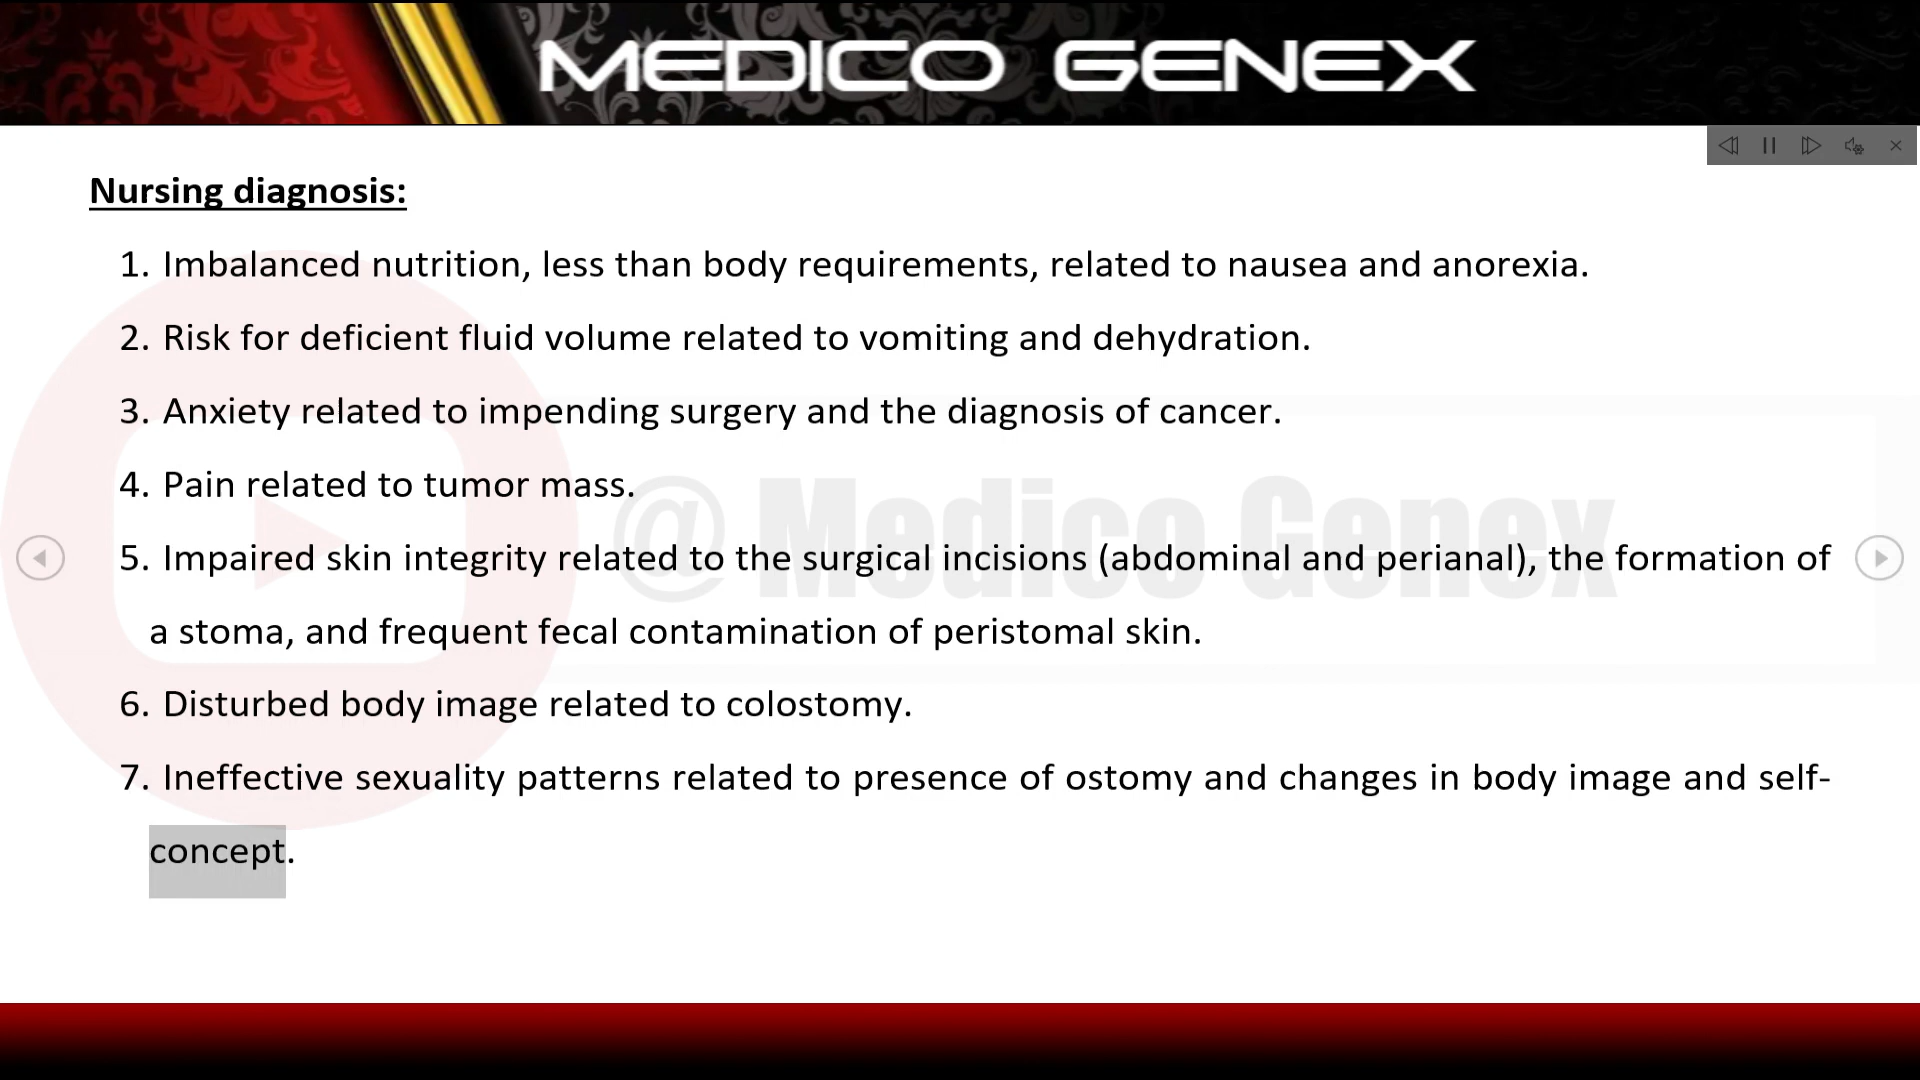 MEDICO GENEX
Nursing diagnosis:
1. Imbalanced nutrition, less than body requirements, related to nausea and anorexia.
2. Risk for deficient fluid volume related to vomiting and dehydration.
3. Anxiety related to impending surgery and the diagnosis of cancer.
4. Pain related to tumor mass.
@ Medico Genex
5. Impaired skin integrity related to the surgical incisions (abdominal and perianal), the formation of
a stoma, and frequent fecal contamination of peristomal skin.
6. Disturbed body image related to colostomy.
7. Ineffective sexuality patterns related to presence of ostomy and changes in body image and self-
concept.